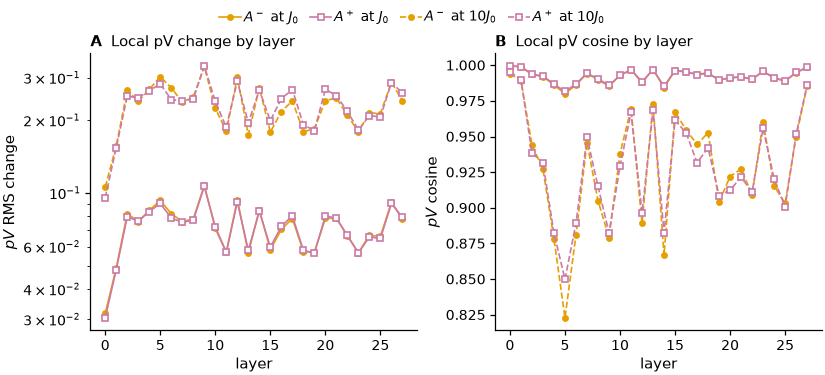 A⁻ at J₀ A⁺ at J₀ A⁻ at 10J₀ A⁺ at 10J₀
A Local pV change by layer
B Local pV cosine by layer
pV RMS change
3 × 10⁻¹
2 × 10⁻¹
10⁻¹
6 × 10⁻²
4 × 10⁻²
3 × 10⁻²
0 5 10 15 20 25
layer
pV cosine
1.000
0.975
0.950
0.925
0.900
0.875
0.850
0.825
0 5 10 15 20 25
layer